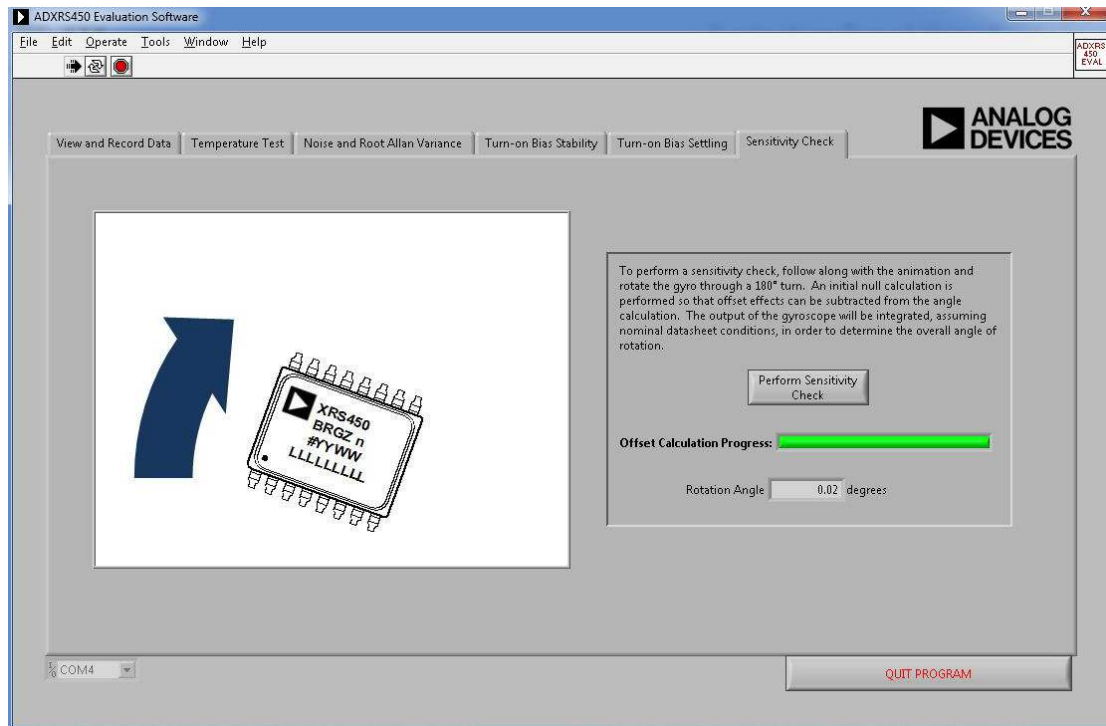 ADXRS450 Evaluation Software
File Edit Operate Tools Window Help
ADXRS
450
EVAL
ANALOG
DEVICES
View and Record Data Temperature Test Noise and Root Allan Variance Turn-on Bias Stability Turn-on Bias Settling Sensitivity Check
XRS450
BRGZ n
#YYWW
LLLLLLLLL
To perform a sensitivity check, follow along with the animation and
rotate the gyro through a 180° turn. An initial null calculation is
performed so that offset effects can be subtracted from the angle
calculation. The output of the gyroscope will be integrated, assuming
nominal datasheet conditions, in order to determine the overall angle of
rotation.
Perform Sensitivity
Check
Offset Calculation Progress:
Rotation Angle 0.02 degrees
I/O COM4
QUIT PROGRAM